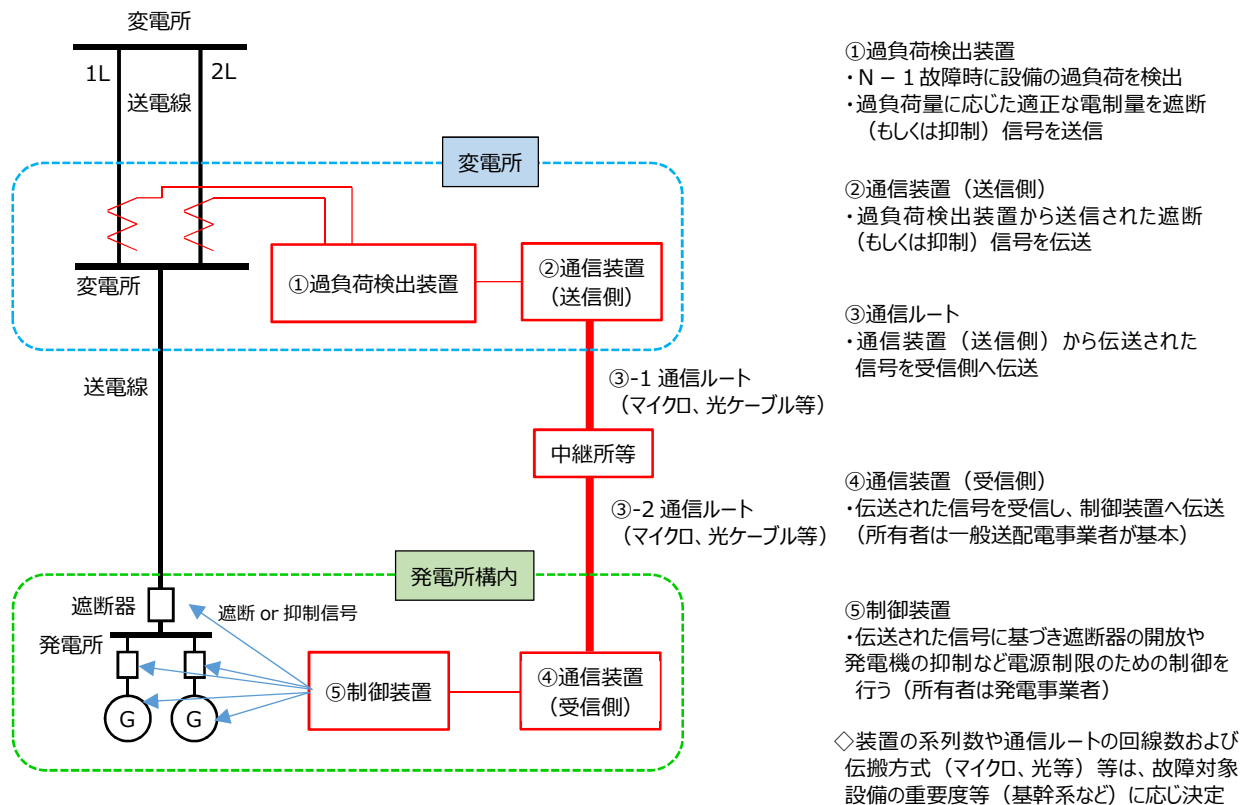 変電所
1L
2L
送電線
変電所
変電所
①過負荷検出装置
②通信装置
（送信側）
送電線
③-1 通信ルート
（マイクロ、光ケーブル等）
中継所等
③-2 通信ルート
（マイクロ、光ケーブル等）
発電所構内
遮断器
遮断 or 抑制信号
発電所
G
G
⑤制御装置
④通信装置
（受信側）
①過負荷検出装置
・Ｎ－１故障時に設備の過負荷を検出
・過負荷量に応じた適正な電制量を遮断
（もしくは抑制）信号を送信
②通信装置（送信側）
・過負荷検出装置から送信された遮断
（もしくは抑制）信号を伝送
③通信ルート
・通信装置（送信側）から伝送された
信号を受信側へ伝送
④通信装置（受信側）
・伝送された信号を受信し、制御装置へ伝送
（所有者は一般送配電事業者が基本）
⑤制御装置
・伝送された信号に基づき遮断器の開放や
発電機の抑制など電源制限のための制御を
行う（所有者は発電事業者）
◇装置の系列数や通信ルートの回線数および
伝搬方式（マイクロ、光等）等は、故障対象
設備の重要度等（基幹系など）に応じ決定